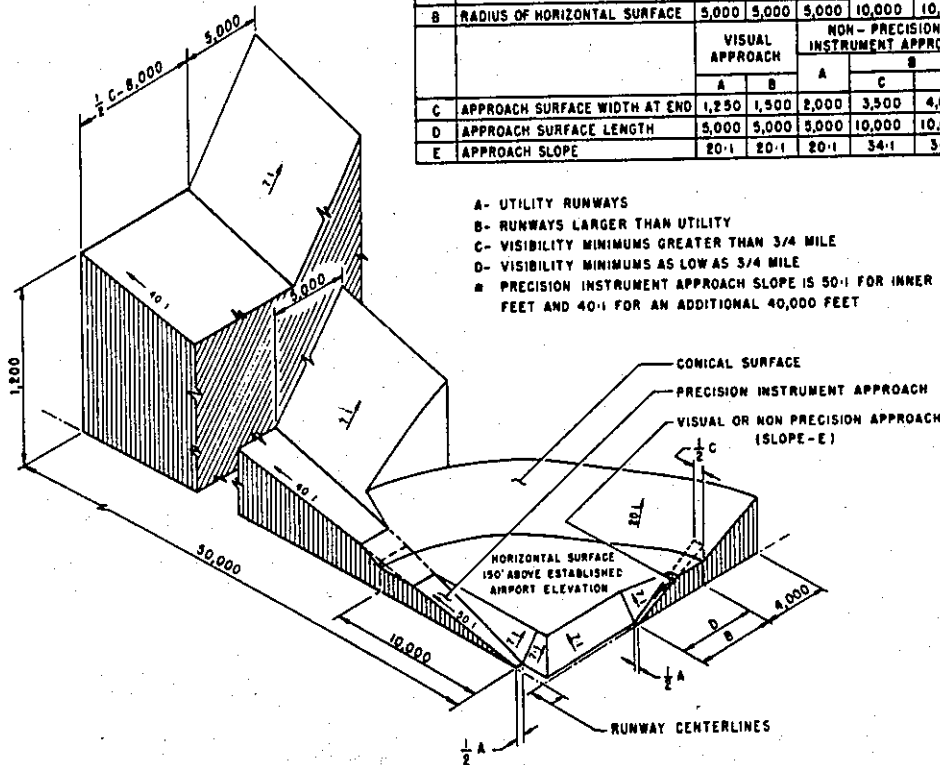 B RADIUS OF HORIZONTAL SURFACE 5,000 5,000 5,000 10,000 10,
VISUAL APPROACH
NON-PRECISION INSTRUMENT APPRO
A B A B
C
C APPROACH SURFACE WIDTH AT END 1,250 1,500 2,000 3,500 4,
D APPROACH SURFACE LENGTH 5,000 5,000 5,000 10,000 10,
E APPROACH SLOPE 20:1 20:1 20:1 34:1 3
A- UTILITY RUNWAYS
B- RUNWAYS LARGER THAN UTILITY
C- VISIBILITY MINIMUMS GREATER THAN 3/4 MILE
D- VISIBILITY MINIMUMS AS LOW AS 3/4 MILE
* PRECISION INSTRUMENT APPROACH SLOPE IS 50:1 FOR INNER
FEET AND 40:1 FOR AN ADDITIONAL 40,000 FEET
5,000
1/2 C-8,000
7:1
40:1
5,000
1,200
7:1
40:1
CONICAL SURFACE
PRECISION INSTRUMENT APPROACH
VISUAL OR NON PRECISION APPROACH
(SLOPE-E)
1/2 C
20:1
HORIZONTAL SURFACE
150' ABOVE ESTABLISHED
AIRPORT ELEVATION
50,000
10,000
50:1
7:1
7:1
7:1
7:1
4,000
D
B
1/2 A
RUNWAY CENTERLINES
1/2 A